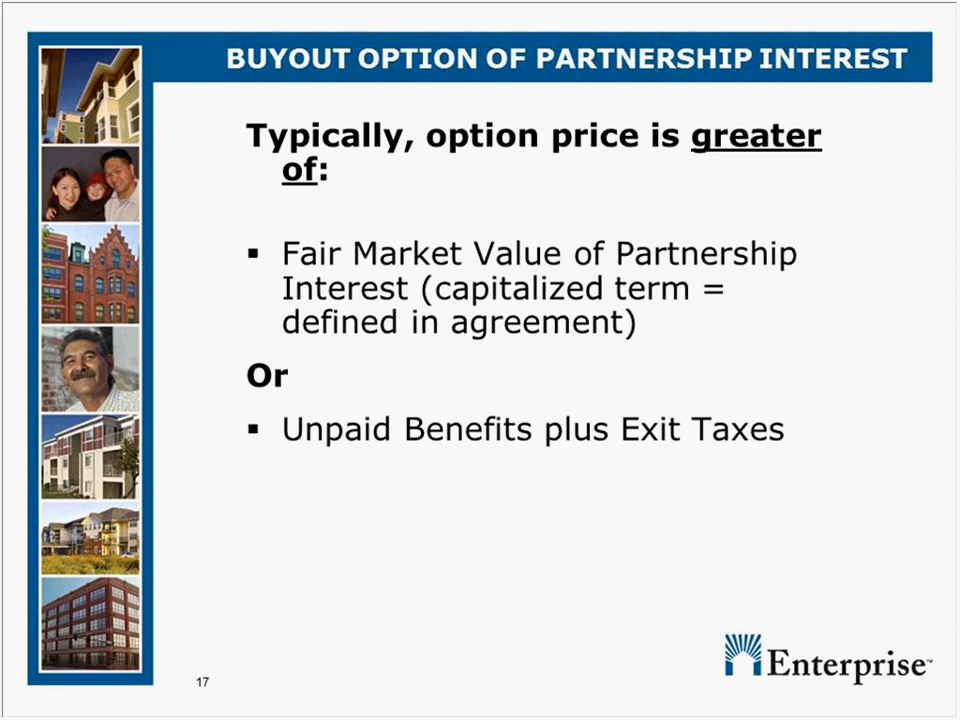 BUYOUT OPTION OF PARTNERSHIP INTEREST
Typically, option price is greater
of:
▪ Fair Market Value of Partnership
Interest (capitalized term =
defined in agreement)
Or
▪ Unpaid Benefits plus Exit Taxes
Enterprise™
17